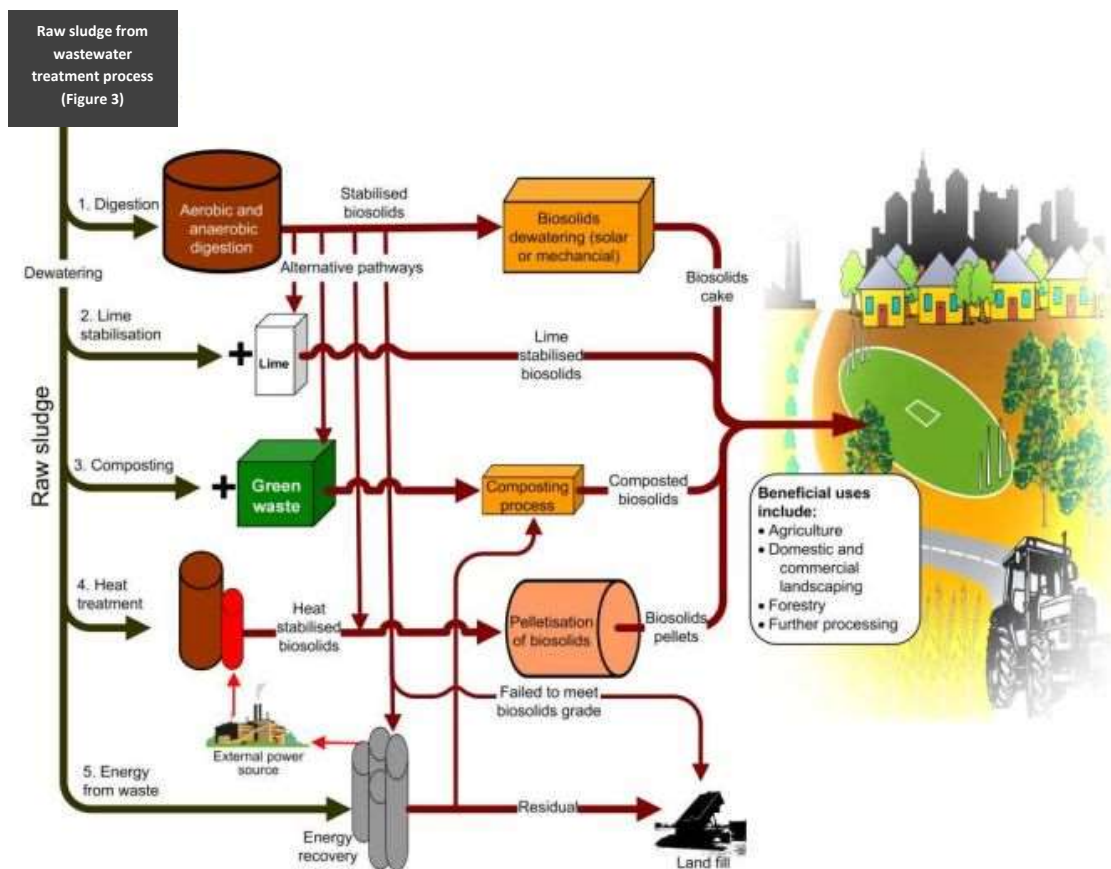 Raw sludge from
wastewater
treatment process
(Figure 3)
1. Digestion
Aerobic and
anaerobic
digestion
Stabilised
biosolids
Biosolids
dewatering (solar
or mechancial)
Dewatering
Alternative pathways
Biosolids
cake
2. Lime
stabilisation
+
Lime
Lime
stabilised
biosolids
Raw sludge
3. Composting
+
Green
waste
Composting
process
Composted
biosolids
Beneficial uses
include:
• Agriculture
• Domestic and
commercial
landscaping
• Forestry
• Further processing
4. Heat
treatment
Heat
stabilised
biosolids
Pelletisation
of biosolids
Biosolids
pellets
Failed to meet
biosolids grade
External power
source
5. Energy
from waste
Energy
recovery
Residual
Land fill